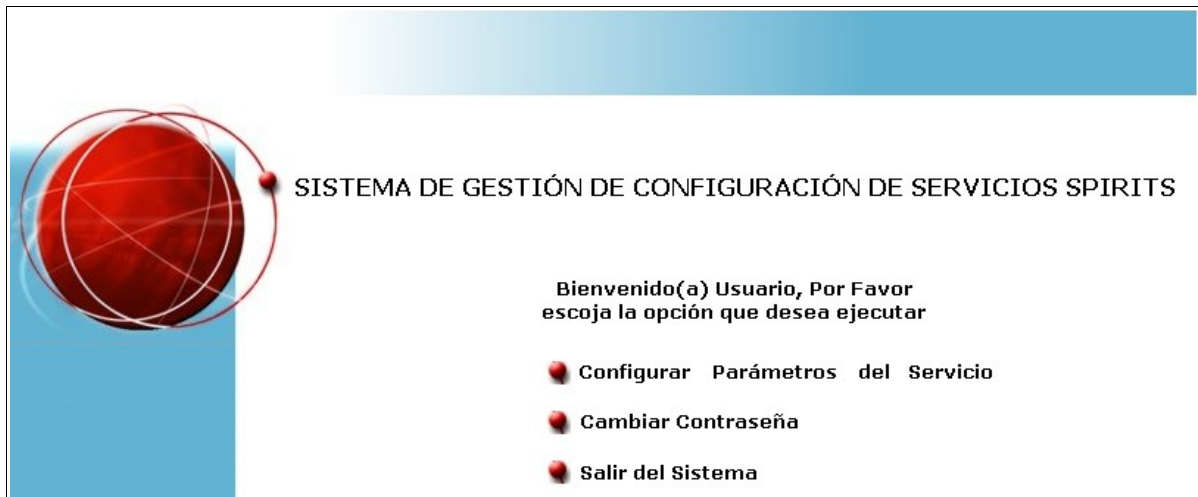 SISTEMA DE GESTIÓN DE CONFIGURACIÓN DE SERVICIOS SPIRITS
Bienvenido(a) Usuario, Por Favor
escoja la opción que desea ejecutar
Configurar Parámetros del Servicio
Cambiar Contraseña
Salir del Sistema